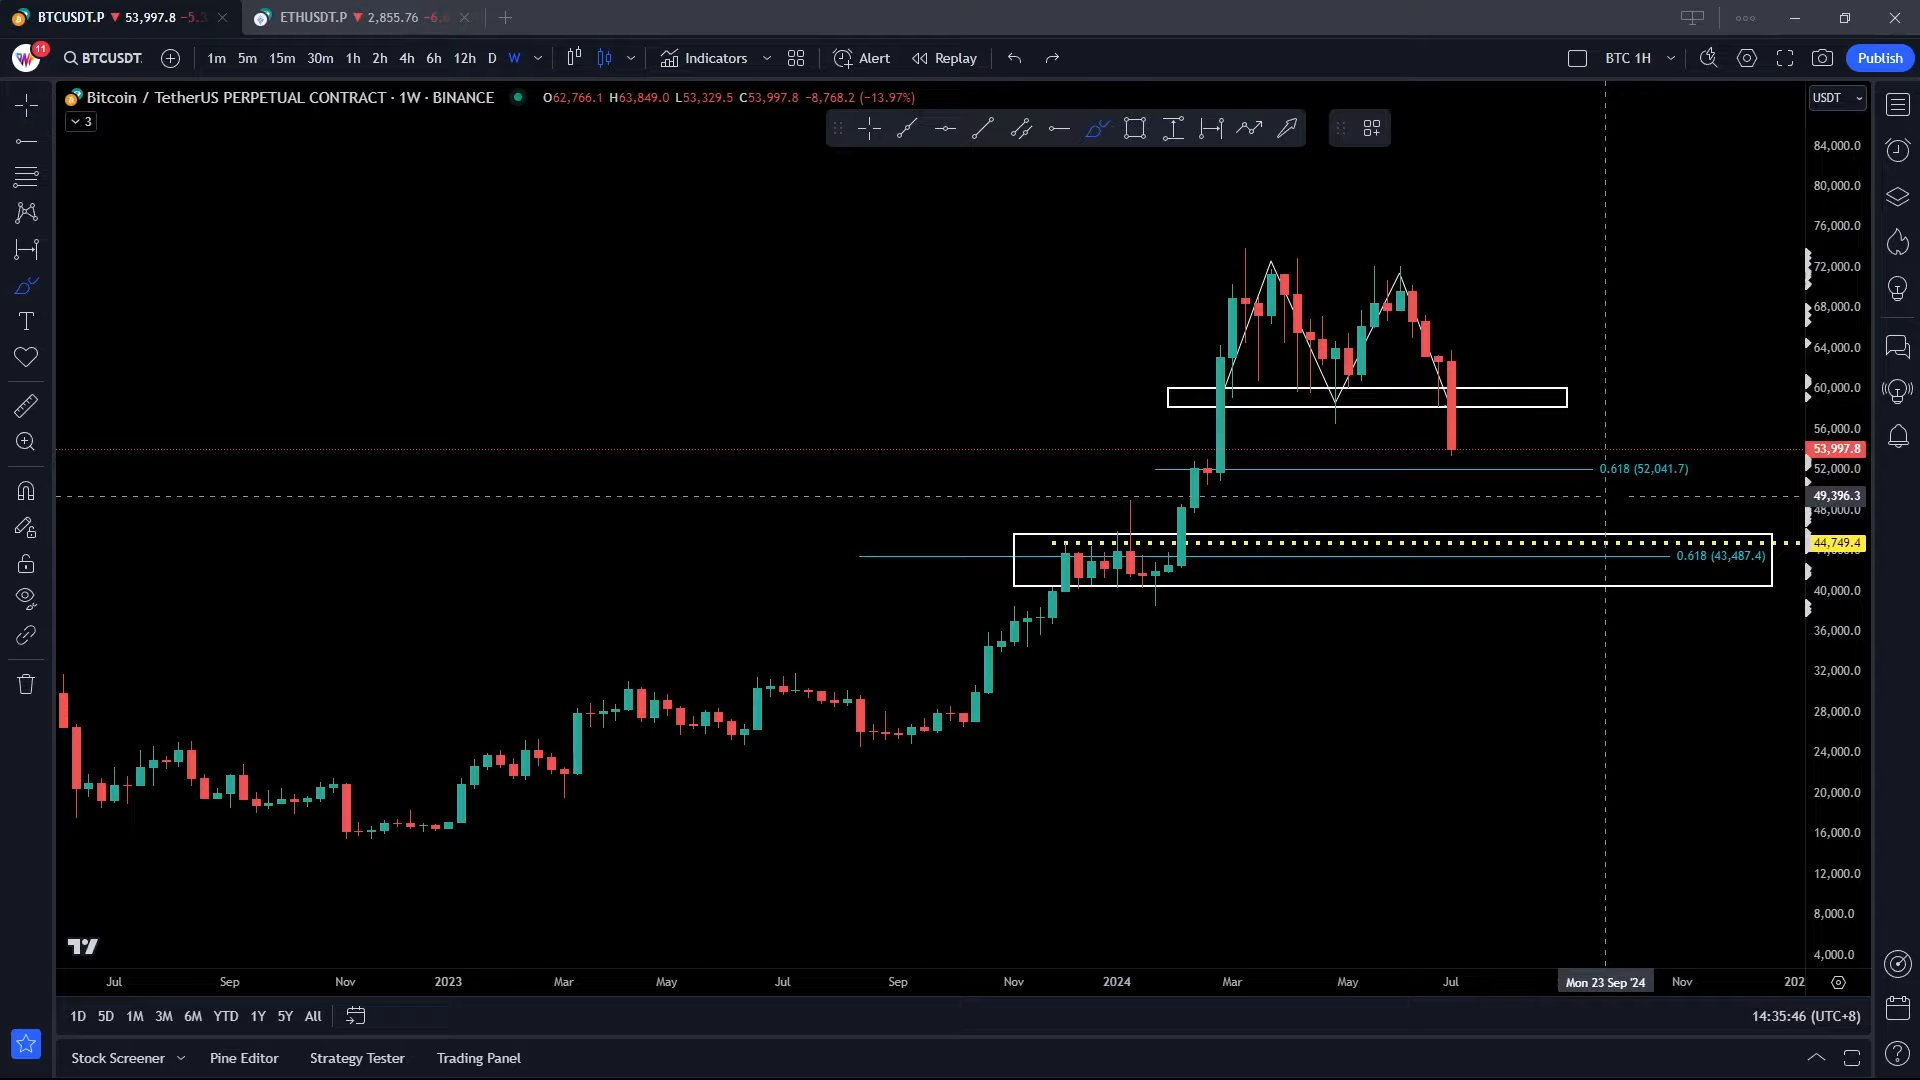 BTCUSDT.P ▼ 53,997.8 −5.3
ETHUSDT.P ▼ 2,855.76 −6.
11
BTCUSDT.
1m 5m 15m 30m 1h 2h 4h 6h 12h D W
Indicators
Alert
Replay
BTC 1H
Publish
Bitcoin / TetherUS PERPETUAL CONTRACT · 1W · BINANCE
O62,766.1 H63,849.0 L53,329.5 C53,997.8 −8,768.2 (−13.97%)
USDT
3
84,000.0
80,000.0
76,000.0
72,000.0
68,000.0
64,000.0
60,000.0
56,000.0
53,997.8
0.618 (52,041.7)
52,000.0
49,396.3
48,000.0
44,749.4
0.618 (43,487.4)
40,000.0
36,000.0
32,000.0
28,000.0
24,000.0
20,000.0
16,000.0
12,000.0
8,000.0
4,000.0
Jul Sep Nov 2023 Mar May Jul Sep Nov 2024 Mar May Jul Mon 23 Sep '24 Nov 202
1D 5D 1M 3M 6M YTD 1Y 5Y All
14:35:46 (UTC+8)
Stock Screener Pine Editor Strategy Tester Trading Panel